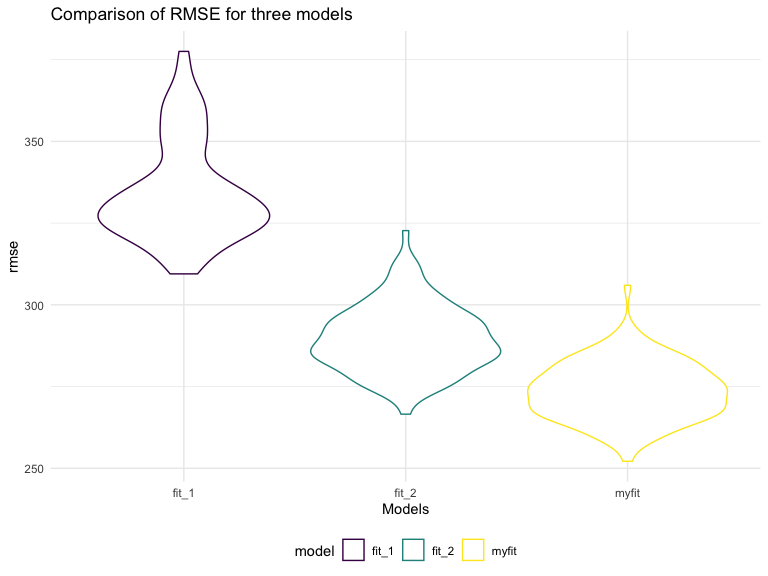 Comparison of RMSE for three models
350
300
250
rmse
fit_1
fit_2
myfit
Models
model
fit_1
fit_2
myfit